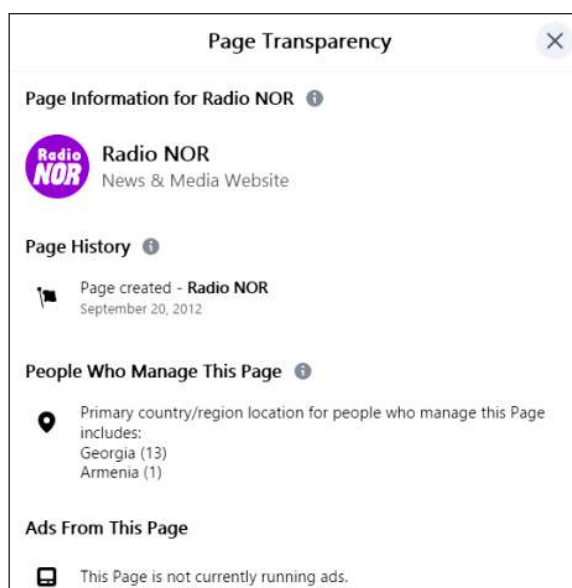 Page Transparency
Page Information for Radio NOR
Radio
NOR
Radio NOR
News & Media Website
Page History
Page created - Radio NOR
September 20, 2012
People Who Manage This Page
Primary country/region location for people who manage this Page
includes:
Georgia (13)
Armenia (1)
Ads From This Page
This Page is not currently running ads.